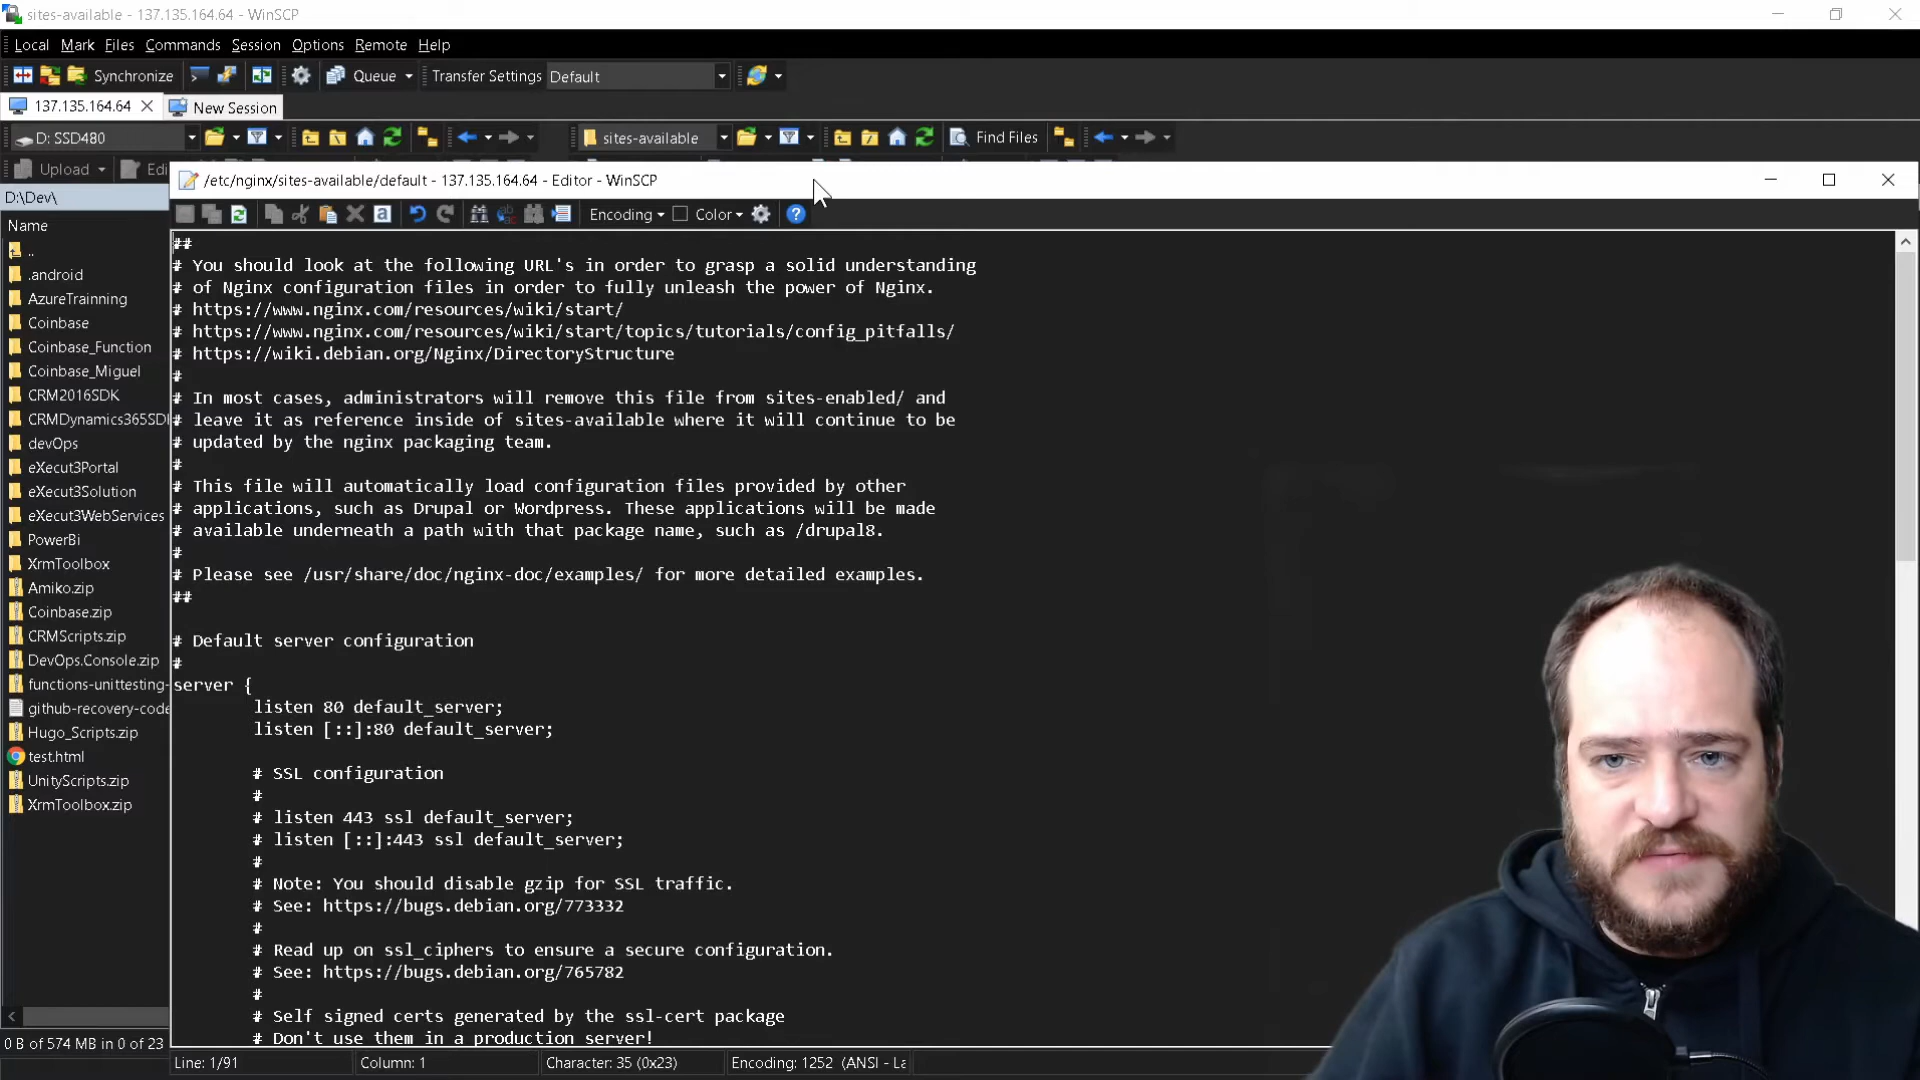 sites-available - 137.135.164.64 - WinSCP
Local Mark Files Commands Session Options Remote Help
Synchronize Queue Transfer Settings Default
137.135.164.64 New Session
D: SSD480 sites-available Find Files
Upload Edi
/etc/nginx/sites-available/default - 137.135.164.64 - Editor - WinSCP
D:\Dev\
Encoding Color
Name
..
.android
AzureTrainning
Coinbase
Coinbase_Function
Coinbase_Miguel
CRM2016SDK
CRMDynamics365SD
devOps
eXecut3Portal
eXecut3Solution
eXecut3WebServices
PowerBi
XrmToolbox
Amiko.zip
Coinbase.zip
CRMScripts.zip
DevOps.Console.zip
functions-unittesting-
github-recovery-code
Hugo_Scripts.zip
test.html
UnityScripts.zip
XrmToolbox.zip
0 B of 574 MB in 0 of 23
##
# You should look at the following URL's in order to grasp a solid understanding
# of Nginx configuration files in order to fully unleash the power of Nginx.
# https://www.nginx.com/resources/wiki/start/
# https://www.nginx.com/resources/wiki/start/topics/tutorials/config_pitfalls/
# https://wiki.debian.org/Nginx/DirectoryStructure
#
# In most cases, administrators will remove this file from sites-enabled/ and
# leave it as reference inside of sites-available where it will continue to be
# updated by the nginx packaging team.
#
# This file will automatically load configuration files provided by other
# applications, such as Drupal or Wordpress. These applications will be made
# available underneath a path with that package name, such as /drupal8.
#
# Please see /usr/share/doc/nginx-doc/examples/ for more detailed examples.
##
# Default server configuration
#
server {
listen 80 default_server;
listen [::]:80 default_server;
# SSL configuration
#
# listen 443 ssl default_server;
# listen [::]:443 ssl default_server;
#
# Note: You should disable gzip for SSL traffic.
# See: https://bugs.debian.org/773332
#
# Read up on ssl_ciphers to ensure a secure configuration.
# See: https://bugs.debian.org/765782
#
# Self signed certs generated by the ssl-cert package
# Don't use them in a production server!
Line: 1/91 Column: 1 Character: 35 (0x23) Encoding: 1252 (ANSI - La